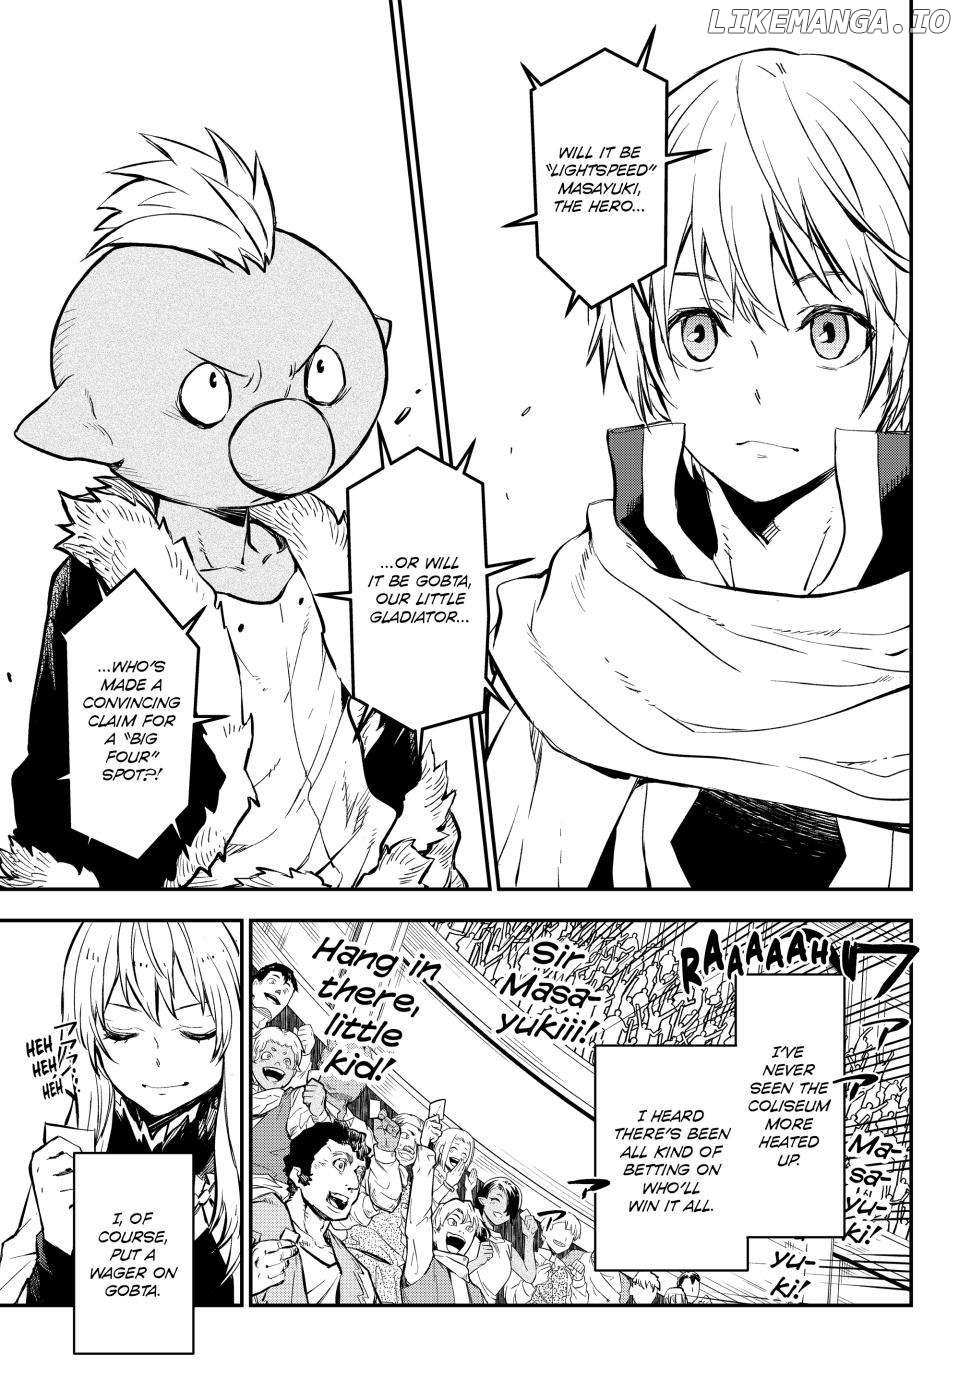 LIKEMANGA.IO
WILL IT BE
"LIGHTSPEED"
MASAYUKI,
THE HERO...
...OR WILL
IT BE GOBTA,
OUR LITTLE
GLADIATOR...
...WHO'S
MADE A
CONVINCING
CLAIM FOR
A "BIG
FOUR"
SPOT?!
RAAAAAAH
I'VE
NEVER
SEEN THE
COLISEUM
MORE
HEATED
UP.
I HEARD
THERE'S BEEN
ALL KIND OF
BETTING ON
WHO'LL
WIN IT ALL.
Sir
Masa-
yukiii!
Hang in
there,
little
kid!
Ma-
sa-
yu-
ki!
yu-
ki!
HEH
HEH
HEH
I, OF
COURSE,
PUT A
WAGER ON
GOBTA.